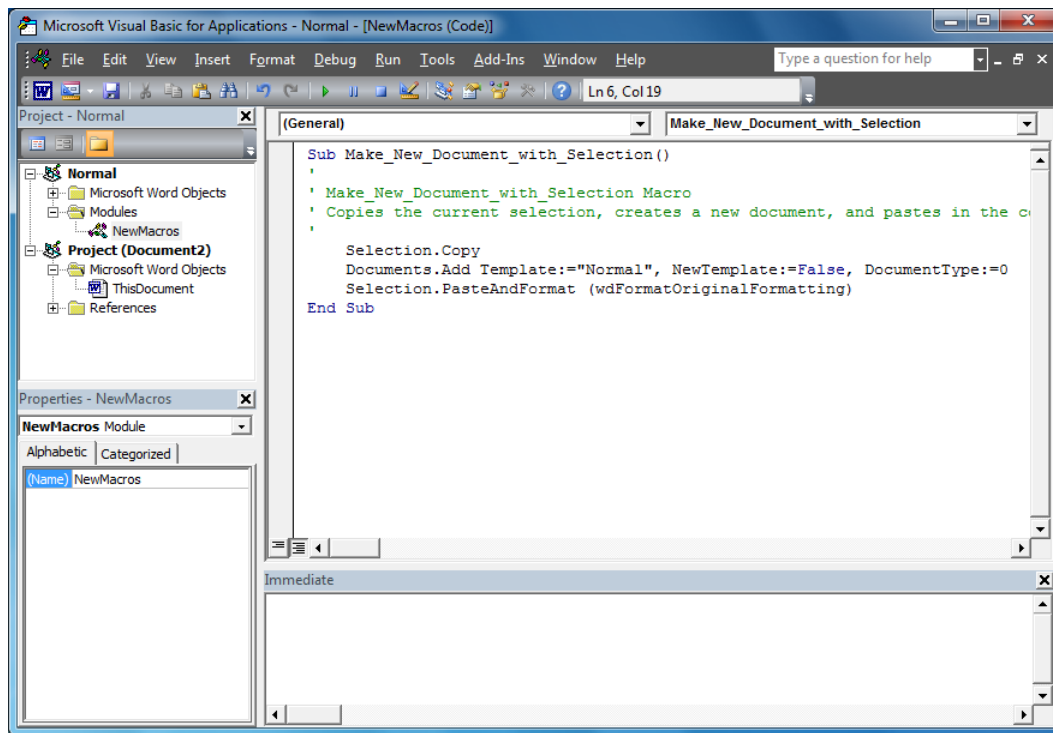 Microsoft Visual Basic for Applications - Normal - [NewMacros (Code)]
File Edit View Insert Format Debug Run Tools Add-Ins Window Help Type a question for help
Ln 6, Col 19
Project - Normal
Normal
Microsoft Word Objects
Modules
NewMacros
Project (Document2)
Microsoft Word Objects
ThisDocument
References
Properties - NewMacros
NewMacros Module
Alphabetic Categorized
(Name) NewMacros
(General) Make_New_Document_with_Selection
Sub Make_New_Document_with_Selection()
'
' Make_New_Document_with_Selection Macro
' Copies the current selection, creates a new document, and pastes in the
'
Selection.Copy
Documents.Add Template:="Normal", NewTemplate:=False, DocumentType:=0
Selection.PasteAndFormat (wdFormatOriginalFormatting)
End Sub
Immediate